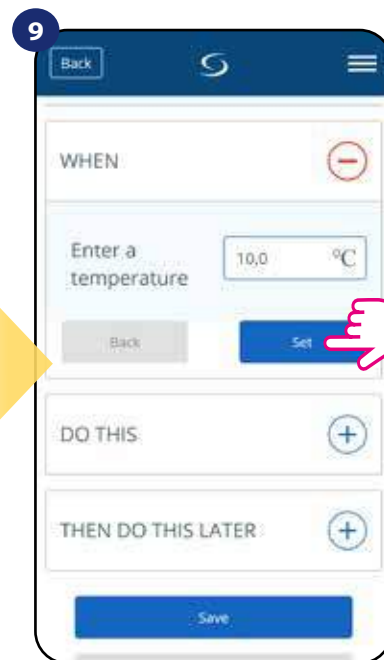 9
Back
WHEN
Enter a
temperature
10,0 °C
Back Set
DO THIS
THEN DO THIS LATER
Save